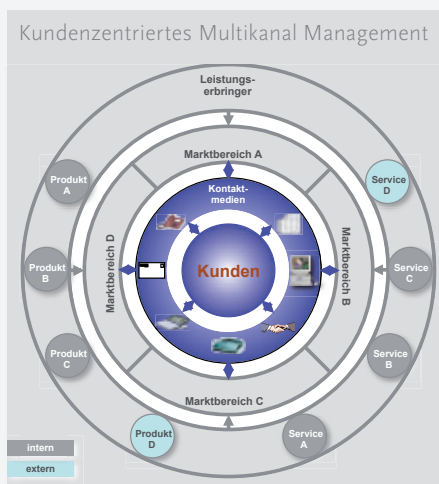 Kundenzentriertes Multikanal Management
Leistungs-
erbringer
Marktbereich A
Produkt
A
Service
D
Kontakt-
medien
Marktbereich D
Marktbereich B
Produkt
B
Kunden
Service
C
Produkt
C
Service
B
Marktbereich C
Produkt
D
Service
A
intern
extern